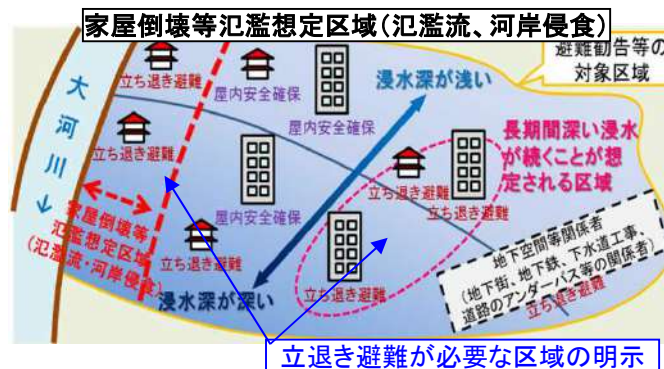 家屋倒壊等氾濫想定区域(氾濫流、河岸侵食)
避難勧告等の
対象区域
大河川
↓
立ち退き避難
立ち退き避難
屋内安全確保
屋内安全確保
浸水深が浅い
長期間深い浸水
が続くことが想
定される区域
立ち退き避難
立ち退き避難
立ち退き避難
屋内安全確保
家屋倒壊等
氾濫想定区域
(氾濫流・河岸侵食)
立ち退き避難
立ち退き避難
浸水深が深い
地下空間等関係者
(地下街、地下鉄、下水道工事、
道路のアンダーパス等の関係者)
立ち退き避難
立退き避難が必要な区域の明示